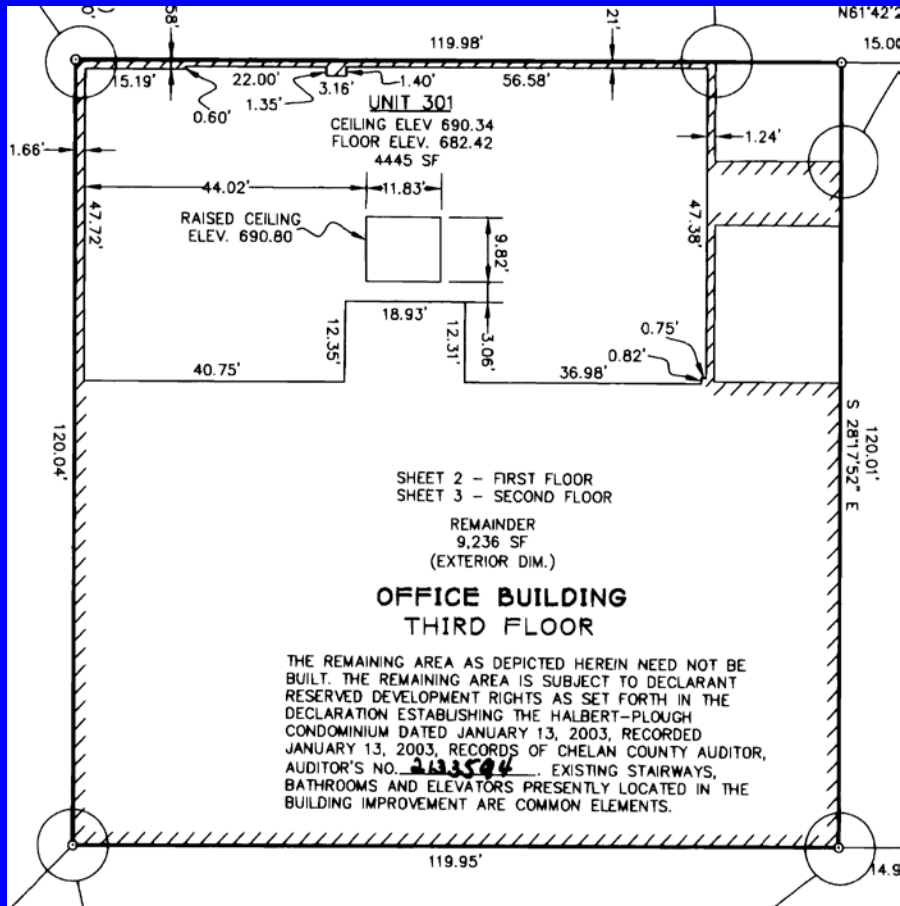 58'
21'
N61°42'2
119.98'
15.00
15.19'
22.00'
3.16'
1.40'
56.58'
0.60'
1.35'
UNIT 301
CEILING ELEV 690.34
FLOOR ELEV. 682.42
4445 SF
1.66'
1.24'
44.02'
11.83'
47.72'
47.38'
RAISED CEILING
ELEV. 690.80
9.82'
18.93'
12.35'
12.31'
3.06'
0.75'
0.82'
40.75'
36.98'
120.04'
S 28°17'52" E
120.01'
SHEET 2 - FIRST FLOOR
SHEET 3 - SECOND FLOOR
REMAINDER
9,236 SF
(EXTERIOR DIM.)
OFFICE BUILDING
THIRD FLOOR
THE REMAINING AREA AS DEPICTED HEREIN NEED NOT BE
BUILT. THE REMAINING AREA IS SUBJECT TO DECLARANT
RESERVED DEVELOPMENT RIGHTS AS SET FORTH IN THE
DECLARATION ESTABLISHING THE HALBERT-PLOUGH
CONDOMINIUM DATED JANUARY 13, 2003, RECORDED
JANUARY 13, 2003, RECORDS OF CHELAN COUNTY AUDITOR,
AUDITOR'S NO. . EXISTING STAIRWAYS,
BATHROOMS AND ELEVATORS PRESENTLY LOCATED IN THE
BUILDING IMPROVEMENT ARE COMMON ELEMENTS.
119.95'
14.9